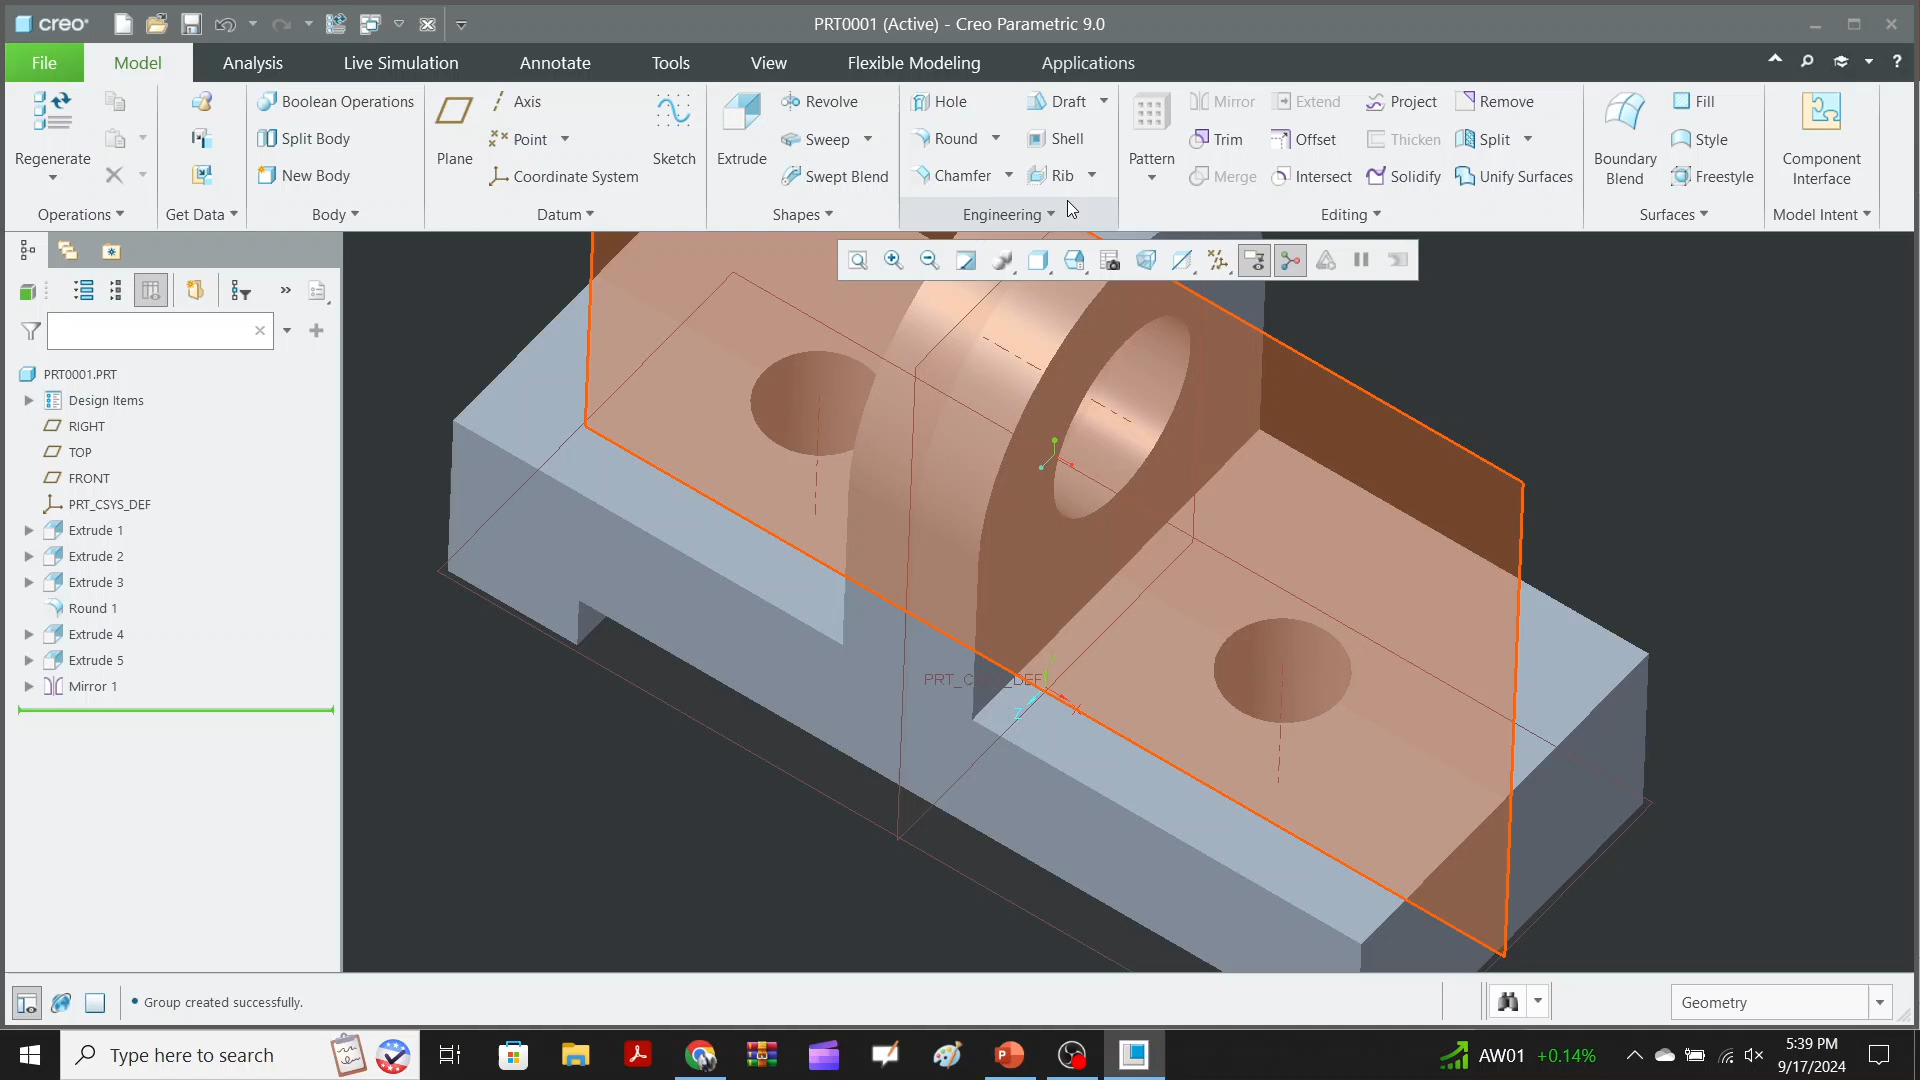 creo
PRT0001 (Active) - Creo Parametric 9.0
File
Model
Analysis
Live Simulation
Annotate
Tools
View
Flexible Modeling
Applications
Regenerate
Operations
Get Data
Boolean Operations
Split Body
New Body
Body
Plane
Axis
Point
Coordinate System
Sketch
Datum
Extrude
Revolve
Sweep
Swept Blend
Shapes
Hole
Round
Chamfer
Draft
Shell
Rib
Engineering
Pattern
Mirror
Trim
Merge
Extend
Offset
Intersect
Project
Thicken
Solidify
Remove
Split
Unify Surfaces
Editing
Boundary
Blend
Fill
Style
Freestyle
Surfaces
Component
Interface
Model Intent
PRT0001.PRT
Design Items
RIGHT
TOP
FRONT
PRT_CSYS_DEF
Extrude 1
Extrude 2
Extrude 3
Round 1
Extrude 4
Extrude 5
Mirror 1
X
Z
Group created successfully.
Geometry
Type here to search
AW01 +0.14%
5:39 PM
9/17/2024